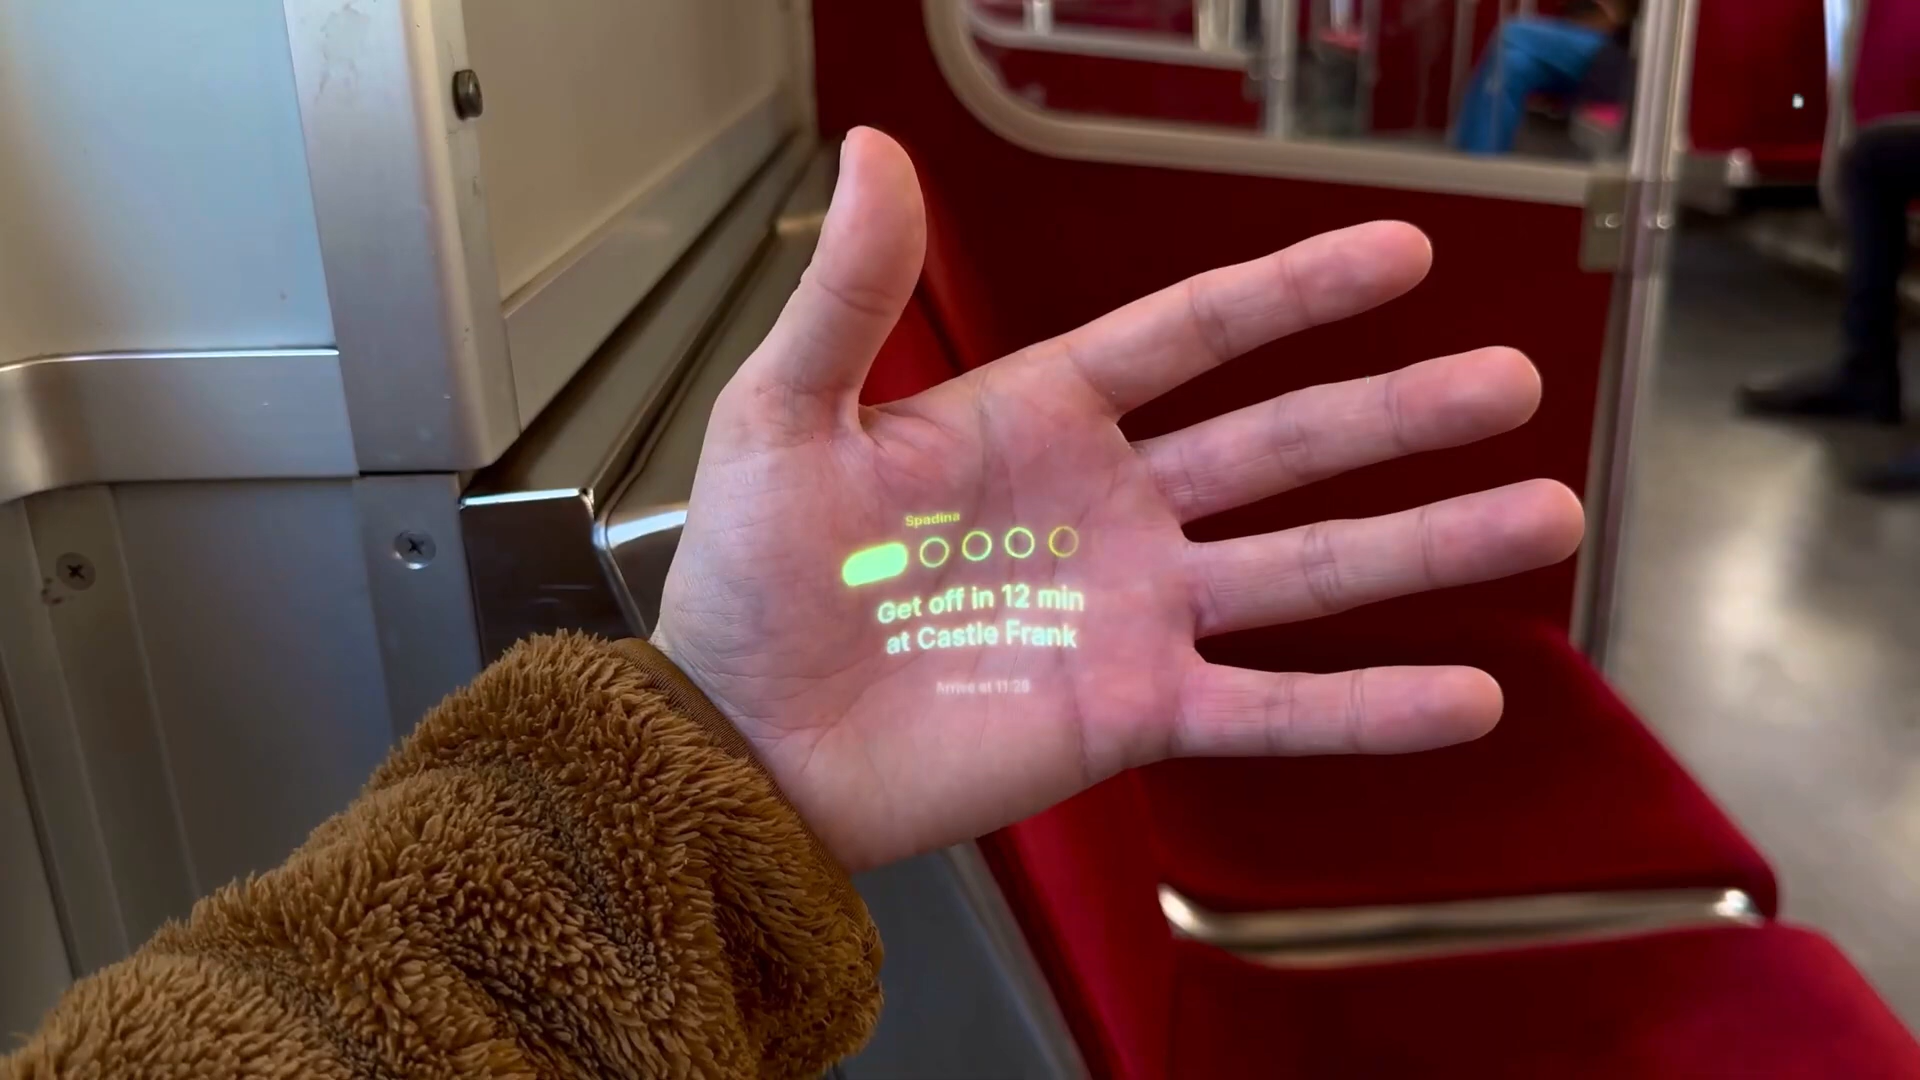 Spadina
Get off in 12 min
at Castle Frank
Arrive at 11:28